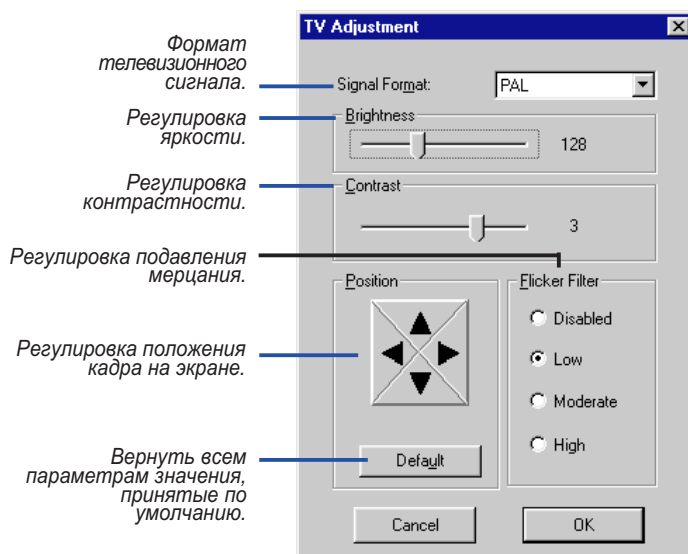 TV Adjustment
Формат
телевизионного
сигнала.
Signal Format:
PAL
Регулировка
яркости.
Brightness
128
Регулировка
контрастности.
Contrast
3
Регулировка подавления
мерцания.
Position
Flicker Filter
Disabled
Регулировка положения
кадра на экране.
Low
Moderate
High
Вернуть всем
параметрам значения,
принятые по
умолчанию.
Default
Cancel
OK